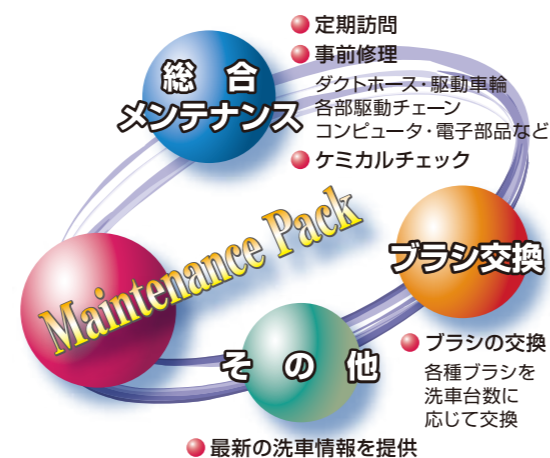 総合
メンテナンス
● 定期訪問
● 事前修理
ダクトホース・駆動車輪
各部駆動チェーン
コンピュータ・電子部品など
● ケミカルチェック
Maintenance Pack
ブラシ交換
● ブラシの交換
各種ブラシを
洗車台数に
応じて交換
その他
● 最新の洗車情報を提供